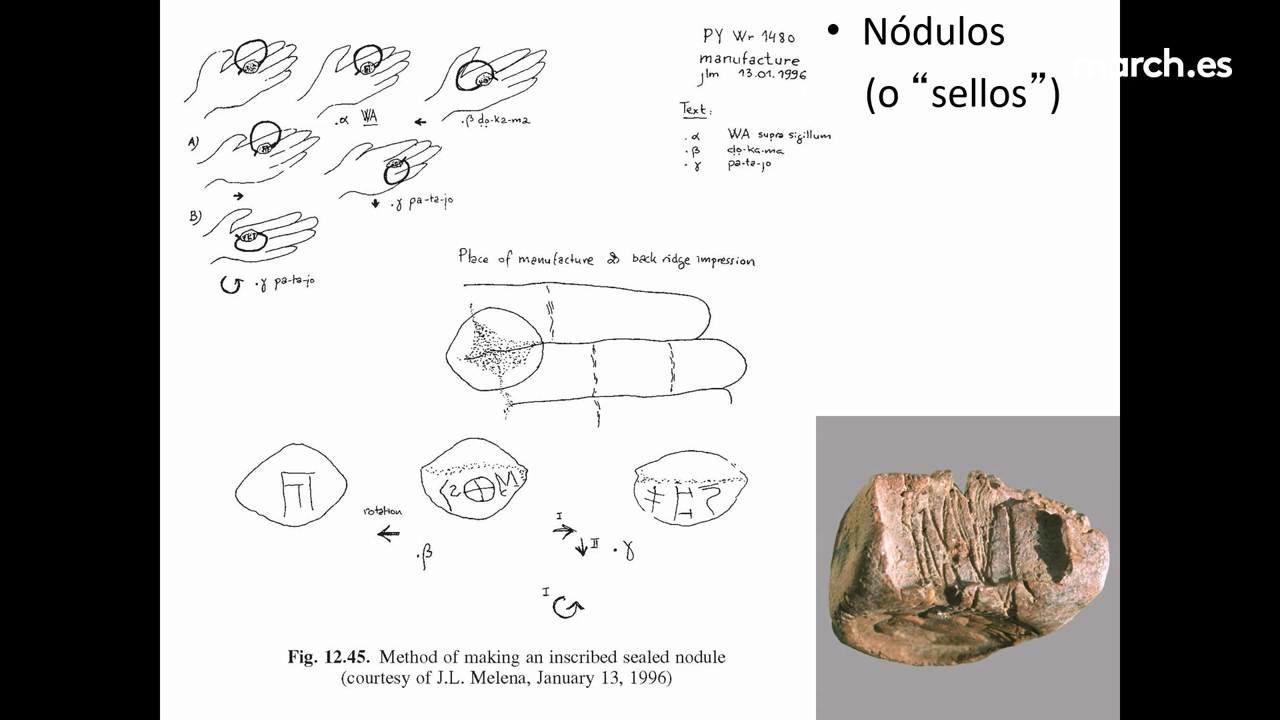 • Nódulos
(o “sellos”)
march.es
PY Wr 1480
manufacture
jlm 13.01.1996
Text:
.α WA supra sigillum
.β dọ-ka-ma
.γ pa-ta-jo
.α WA
← .β dọ-ka-ma
A)
→
↓ .γ pa-ta-jo
B)
.γ pa-ta-jo
Place of manufacture & back ridge impression
rotation
←
.β
I
→
↓ II .γ
I
Fig. 12.45. Method of making an inscribed sealed nodule
(courtesy of J.L. Melena, January 13, 1996)